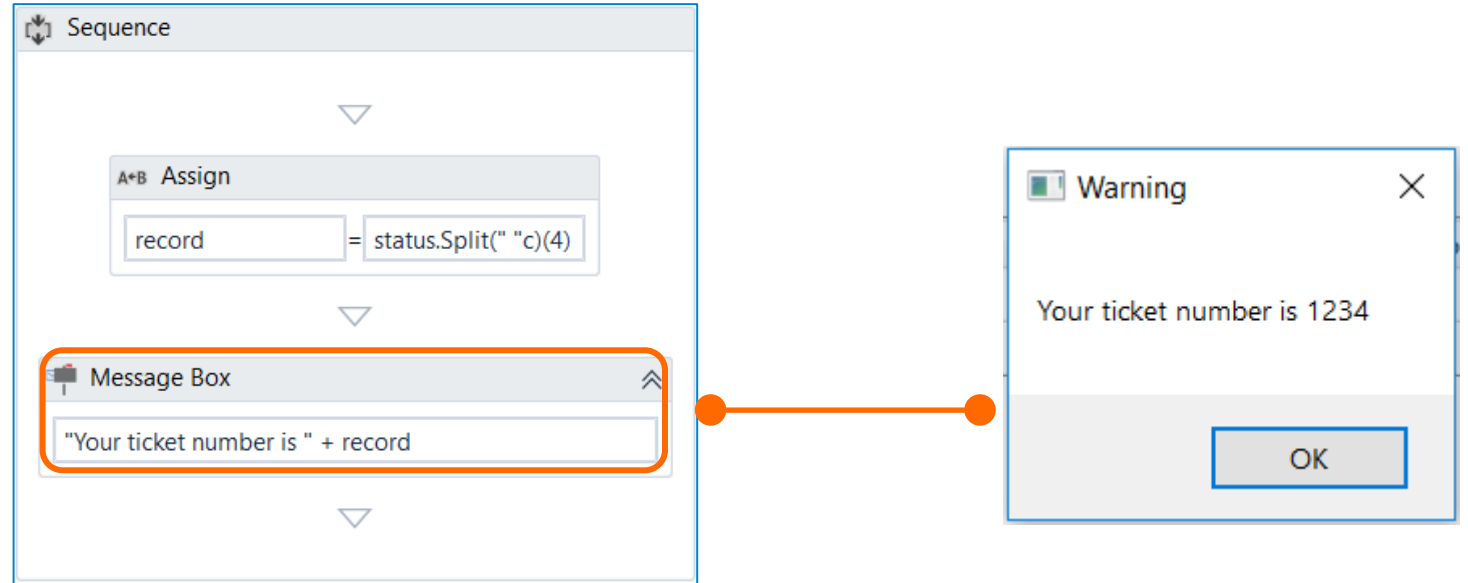 Sequence
A←B Assign
record = status.Split(" "c)(4)
Message Box
"Your ticket number is " + record
Warning
Your ticket number is 1234
OK